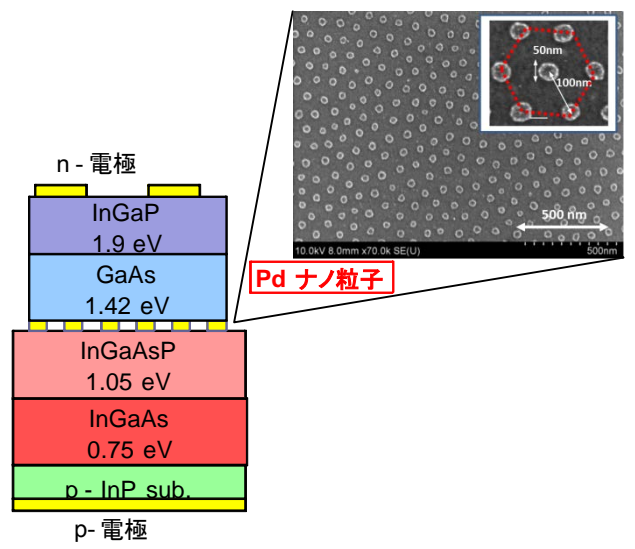 50nm
100nm
500 nm
10.0kV 8.0mm x70.0k SE(U)
500nm
n - 電極
InGaP
1.9 eV
GaAs
1.42 eV
Pd ナノ粒子
InGaAsP
1.05 eV
InGaAs
0.75 eV
p - InP sub.
p- 電極